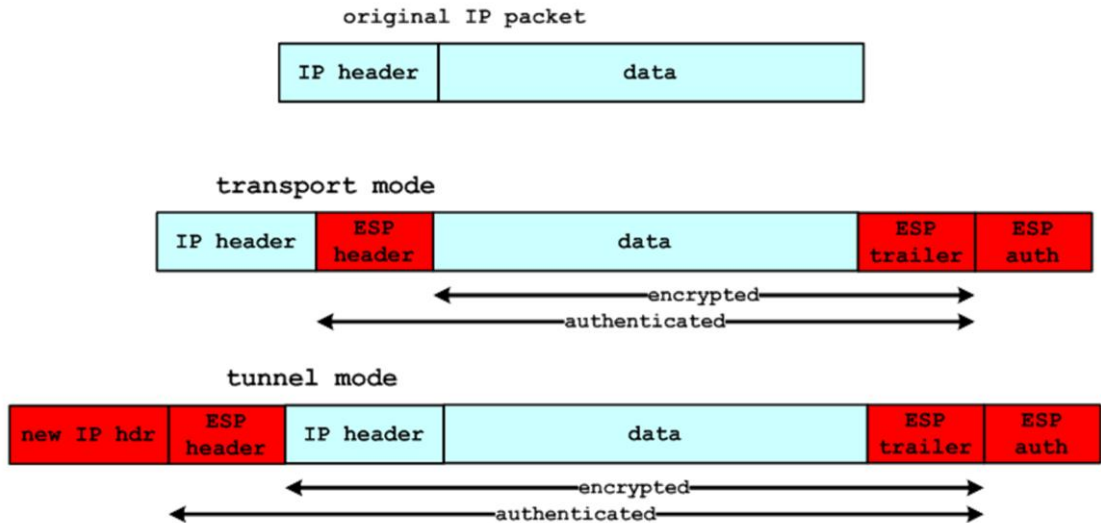 original IP packet
IP header data
transport mode
IP header ESP header data ESP trailer ESP auth
encrypted
authenticated
tunnel mode
new IP hdr ESP header IP header data ESP trailer ESP auth
encrypted
authenticated